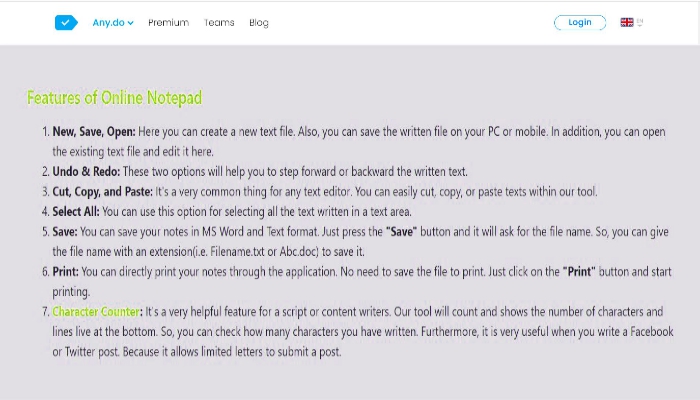 Any.do Premium Teams Blog Login EN
Features of Online Notepad
1. New, Save, Open: Here you can create a new text file. Also, you can save the written file on your PC or mobile. In addition, you can open
the existing text file and edit it here.
2. Undo & Redo: These two options will help you to step forward or backward the written text.
3. Cut, Copy, and Paste: It's a very common thing for any text editor. You can easily cut, copy, or paste texts within our tool.
4. Select All: You can use this option for selecting all the text written in a text area.
5. Save: You can save your notes in MS Word and Text format. Just press the "Save" button and it will ask for the file name. So, you can give
the file name with an extension(i.e. Filename.txt or Abc.doc) to save it.
6. Print: You can directly print your notes through the application. No need to save the file to print. Just click on the "Print" button and start
printing.
7. Character Counter: It's a very helpful feature for a script or content writers. Our tool will count and shows the number of characters and
lines live at the bottom. So, you can check how many characters you have written. Furthermore, it is very useful when you write a Facebook
or Twitter post. Because it allows limited letters to submit a post.